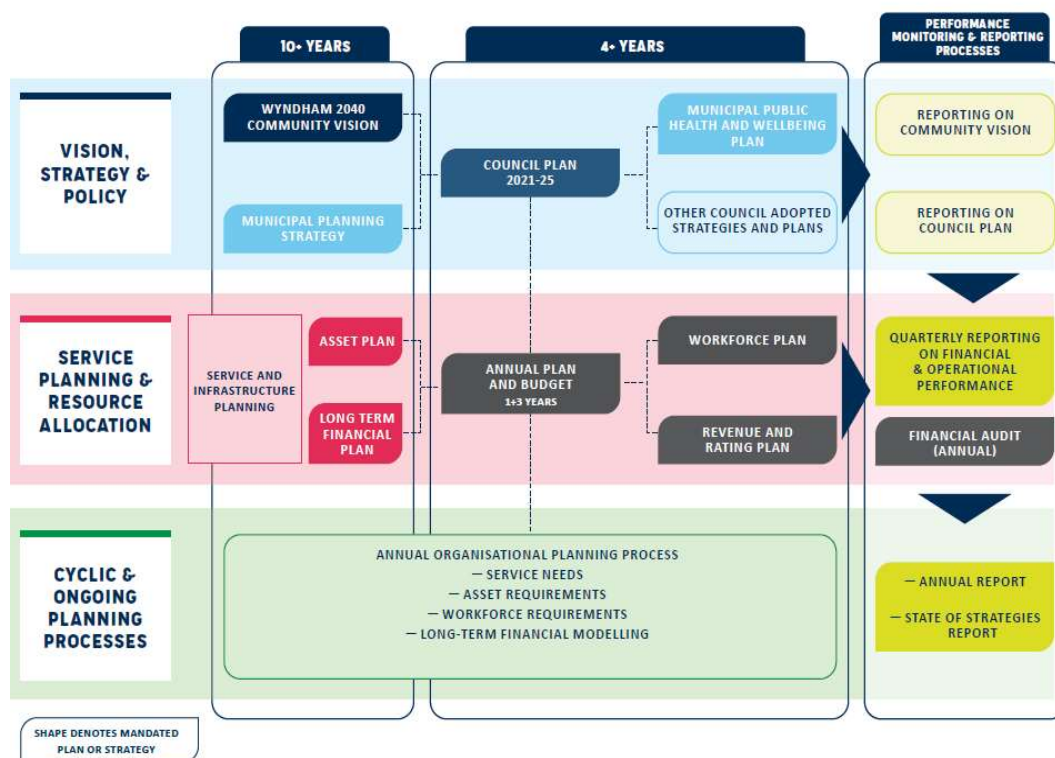 10+ YEARS
4+ YEARS
PERFORMANCE
MONITORING & REPORTING
PROCESSES
VISION,
STRATEGY &
POLICY
WYNDHAM 2040
COMMUNITY VISION
MUNICIPAL PLANNING
STRATEGY
COUNCIL PLAN
2021-25
MUNICIPAL PUBLIC
HEALTH AND WELLBEING
PLAN
OTHER COUNCIL ADOPTED
STRATEGIES AND PLANS
REPORTING ON
COMMUNITY VISION
REPORTING ON
COUNCIL PLAN
SERVICE
PLANNING &
RESOURCE
ALLOCATION
SERVICE AND
INFRASTRUCTURE
PLANNING
ASSET PLAN
LONG TERM
FINANCIAL
PLAN
ANNUAL PLAN
AND BUDGET
1+3 YEARS
WORKFORCE PLAN
REVENUE AND
RATING PLAN
QUARTERLY REPORTING
ON FINANCIAL
& OPERATIONAL
PERFORMANCE
FINANCIAL AUDIT
(ANNUAL)
CYCLIC &
ONGOING
PLANNING
PROCESSES
ANNUAL ORGANISATIONAL PLANNING PROCESS
— SERVICE NEEDS
— ASSET REQUIREMENTS
— WORKFORCE REQUIREMENTS
— LONG-TERM FINANCIAL MODELLING
— ANNUAL REPORT
— STATE OF STRATEGIES
REPORT
SHAPE DENOTES MANDATED
PLAN OR STRATEGY